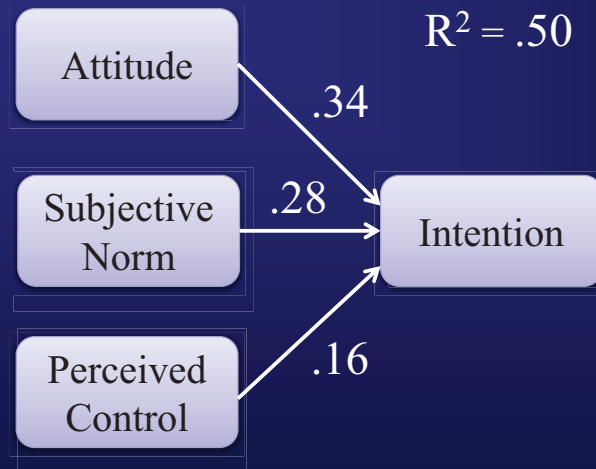 R² = .50
Attitude
.34
Subjective
Norm
.28
Intention
Perceived
Control
.16